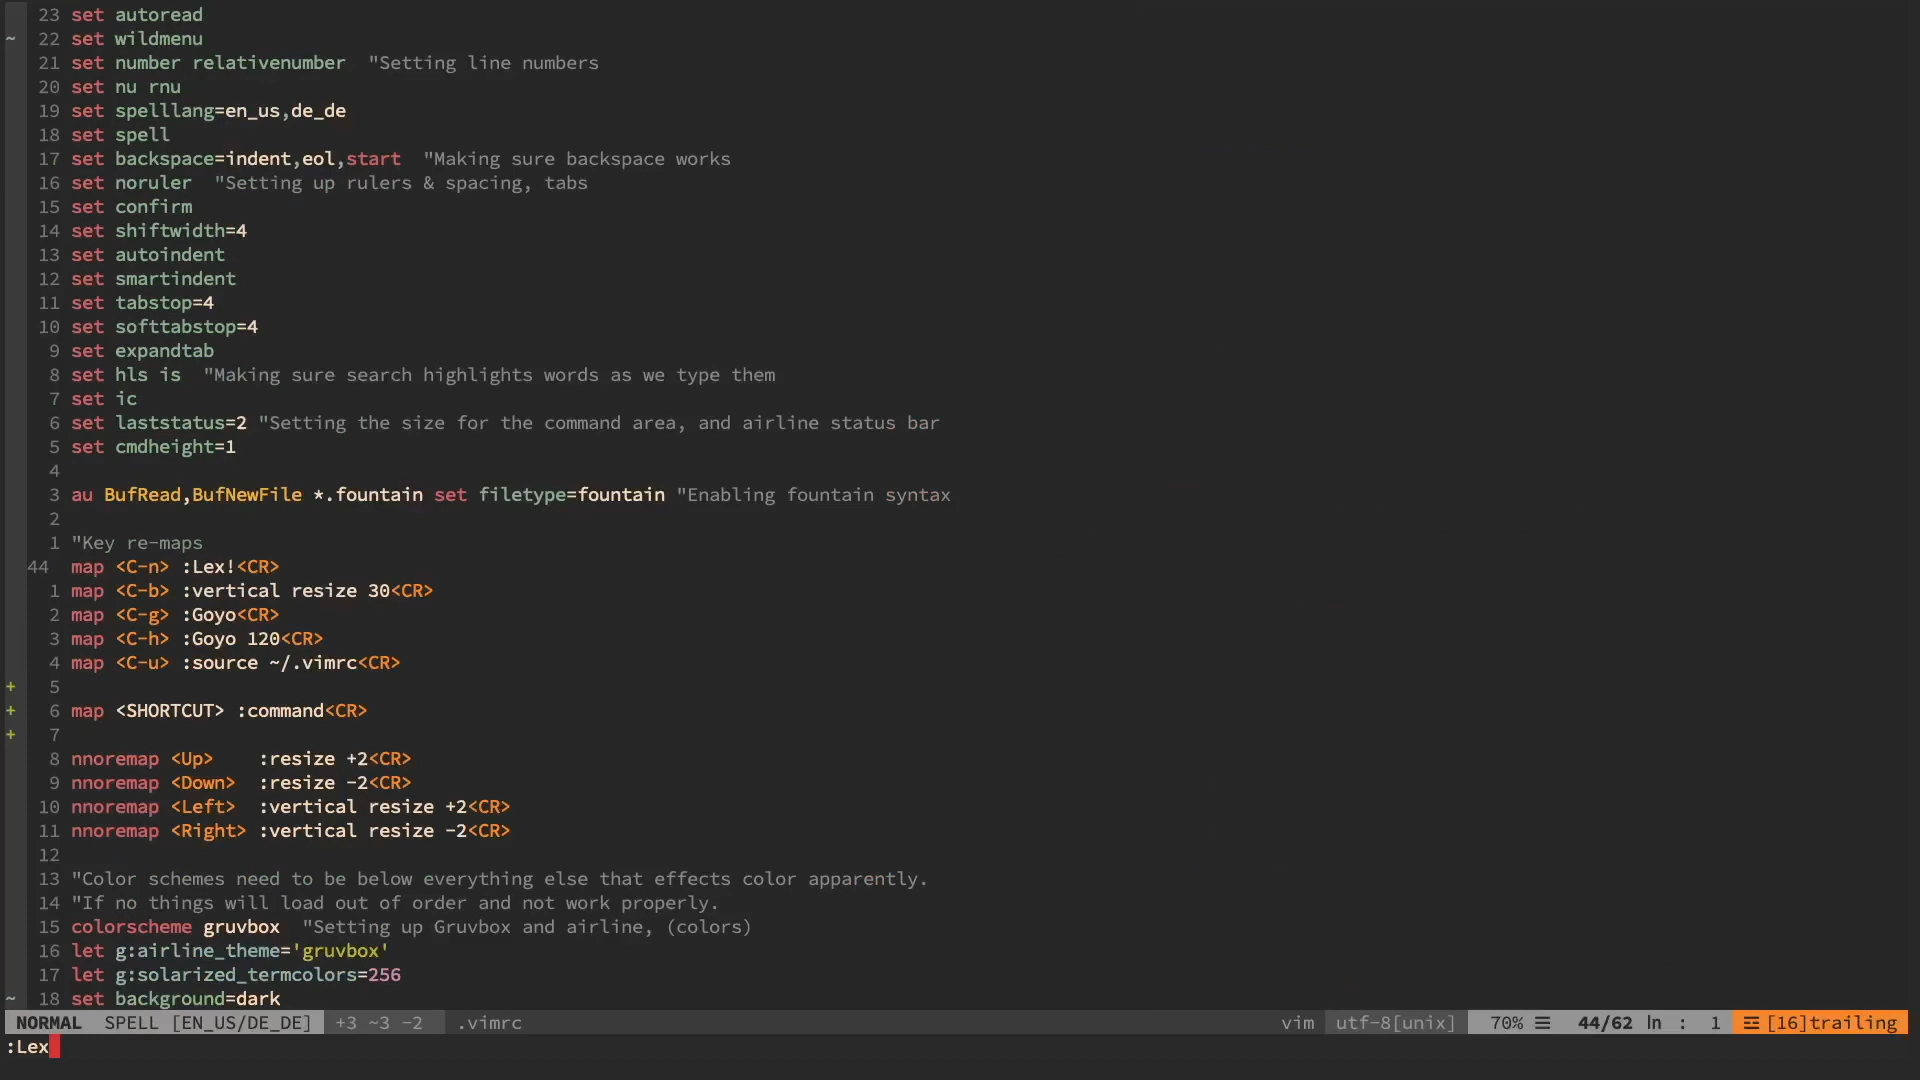 23 set autoread
~ 22 set wildmenu
21 set number relativenumber  "Setting line numbers
20 set nu rnu
19 set spelllang=en_us,de_de
18 set spell
17 set backspace=indent,eol,start  "Making sure backspace works
16 set noruler  "Setting up rulers & spacing, tabs
15 set confirm
14 set shiftwidth=4
13 set autoindent
12 set smartindent
11 set tabstop=4
10 set softtabstop=4
9 set expandtab
8 set hls is  "Making sure search highlights words as we type them
7 set ic
6 set laststatus=2 "Setting the size for the command area, and airline status bar
5 set cmdheight=1
4
3 au BufRead,BufNewFile *.fountain set filetype=fountain "Enabling fountain syntax
2
1 "Key re-maps
44 map <C-n> :Lex!<CR>
1 map <C-b> :vertical resize 30<CR>
2 map <C-g> :Goyo<CR>
3 map <C-h> :Goyo 120<CR>
4 map <C-u> :source ~/.vimrc<CR>
+ 5
+ 6 map <SHORTCUT> :command<CR>
+ 7
8 nnoremap <Up>    :resize +2<CR>
9 nnoremap <Down>  :resize -2<CR>
10 nnoremap <Left>  :vertical resize +2<CR>
11 nnoremap <Right> :vertical resize -2<CR>
12
13 "Color schemes need to be below everything else that effects color apparently.
14 "If no things will load out of order and not work properly.
15 colorscheme gruvbox  "Setting up Gruvbox and airline, (colors)
16 let g:airline_theme='gruvbox'
17 let g:solarized_termcolors=256
~ 18 set background=dark
NORMAL  SPELL [EN_US/DE_DE]  +3 ~3 -2  .vimrc  vim  utf-8[unix]  70% ☰  44/62 ln :  1  ☲ [16]trailing
:Lex